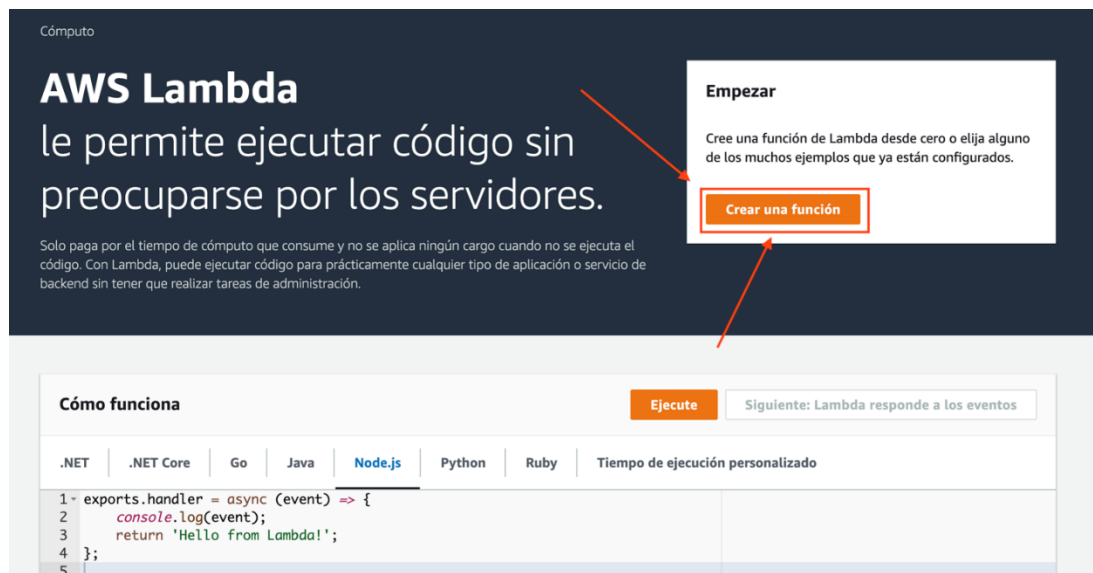 Cómputo
AWS Lambda
le permite ejecutar código sin
preocuparse por los servidores.
Solo paga por el tiempo de cómputo que consume y no se aplica ningún cargo cuando no se ejecuta el
código. Con Lambda, puede ejecutar código para prácticamente cualquier tipo de aplicación o servicio de
backend sin tener que realizar tareas de administración.
Empezar
Cree una función de Lambda desde cero o elija alguno
de los muchos ejemplos que ya están configurados.
Crear una función
Cómo funciona
Ejecute
Siguiente: Lambda responde a los eventos
.NET .NET Core Go Java Node.js Python Ruby Tiempo de ejecución personalizado
1 exports.handler = async (event) => {
2 console.log(event);
3 return 'Hello from Lambda!';
4 };
5